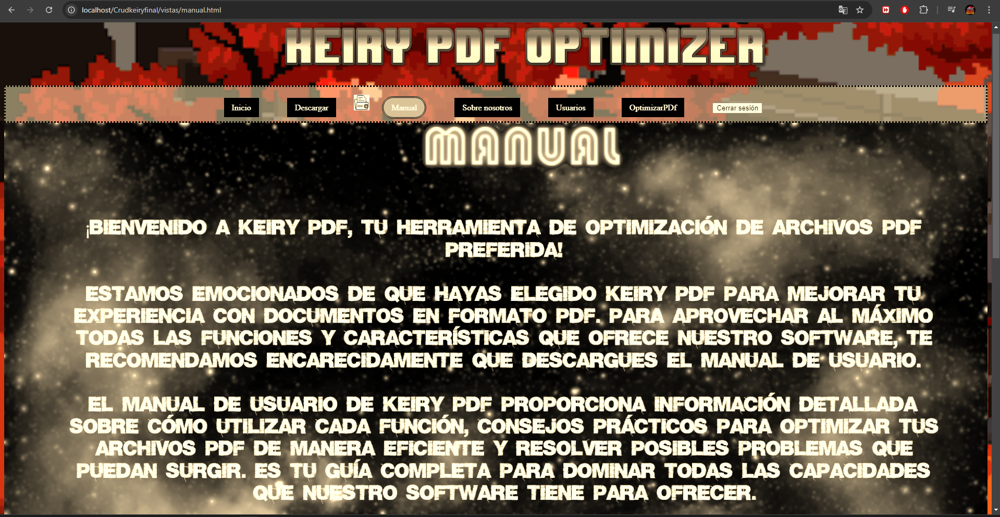 localhost/Crudkeiryfinal/vistas/manual.html
KEIRY PDF OPTIMIZER
Inicio Descargar PDF Manual Sobre nosotros Usuarios OptimizarPDf Cerrar sesión
MANUAL
¡BIENVENIDO A KEIRY PDF, TU HERRAMIENTA DE OPTIMIZACIÓN DE ARCHIVOS PDF
PREFERIDA!
ESTAMOS EMOCIONADOS DE QUE HAYAS ELEGIDO KEIRY PDF PARA MEJORAR TU
EXPERIENCIA CON DOCUMENTOS EN FORMATO PDF. PARA APROVECHAR AL MÁXIMO
TODAS LAS FUNCIONES Y CARACTERÍSTICAS QUE OFRECE NUESTRO SOFTWARE, TE
RECOMENDAMOS ENCARECIDAMENTE QUE DESCARGUES EL MANUAL DE USUARIO.
EL MANUAL DE USUARIO DE KEIRY PDF PROPORCIONA INFORMACIÓN DETALLADA
SOBRE CÓMO UTILIZAR CADA FUNCIÓN, CONSEJOS PRÁCTICOS PARA OPTIMIZAR TUS
ARCHIVOS PDF DE MANERA EFICIENTE Y RESOLVER POSIBLES PROBLEMAS QUE
PUEDAN SURGIR. ES TU GUÍA COMPLETA PARA DOMINAR TODAS LAS CAPACIDADES
QUE NUESTRO SOFTWARE TIENE PARA OFRECER.